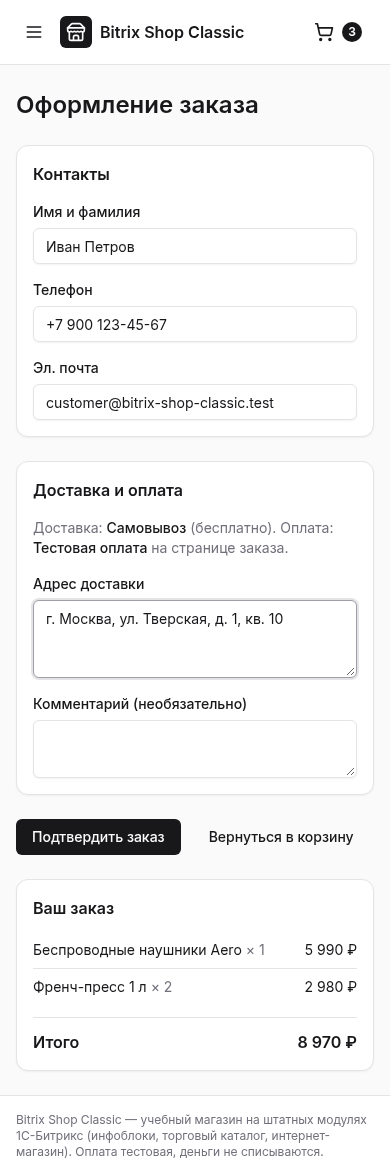 Bitrix Shop Classic
3
Оформление заказа
Контакты
Имя и фамилия
Иван Петров
Телефон
+7 900 123-45-67
Эл. почта
customer@bitrix-shop-classic.test
Доставка и оплата
Доставка: Самовывоз (бесплатно). Оплата:
Тестовая оплата на странице заказа.
Адрес доставки
г. Москва, ул. Тверская, д. 1, кв. 10
Комментарий (необязательно)
Подтвердить заказ
Вернуться в корзину
Ваш заказ
Беспроводные наушники Aero × 1 5 990 ₽
Френч-пресс 1 л × 2 2 980 ₽
Итого 8 970 ₽
Bitrix Shop Classic — учебный магазин на штатных модулях
1С-Битрикс (инфоблоки, торговый каталог, интернет-
магазин). Оплата тестовая, деньги не списываются.